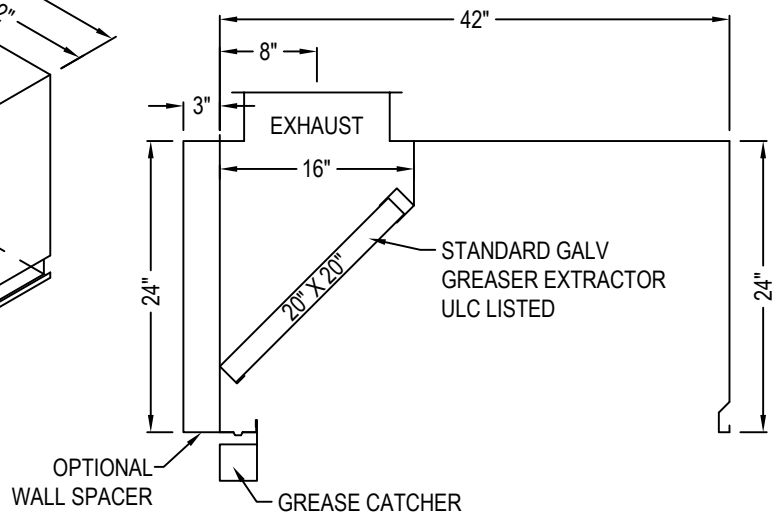 42"
8"
3"
EXHAUST
16"
24"
20" X 20"
STANDARD GALV
GREASER EXTRACTOR
ULC LISTED
24"
OPTIONAL
WALL SPACER
GREASE CATCHER